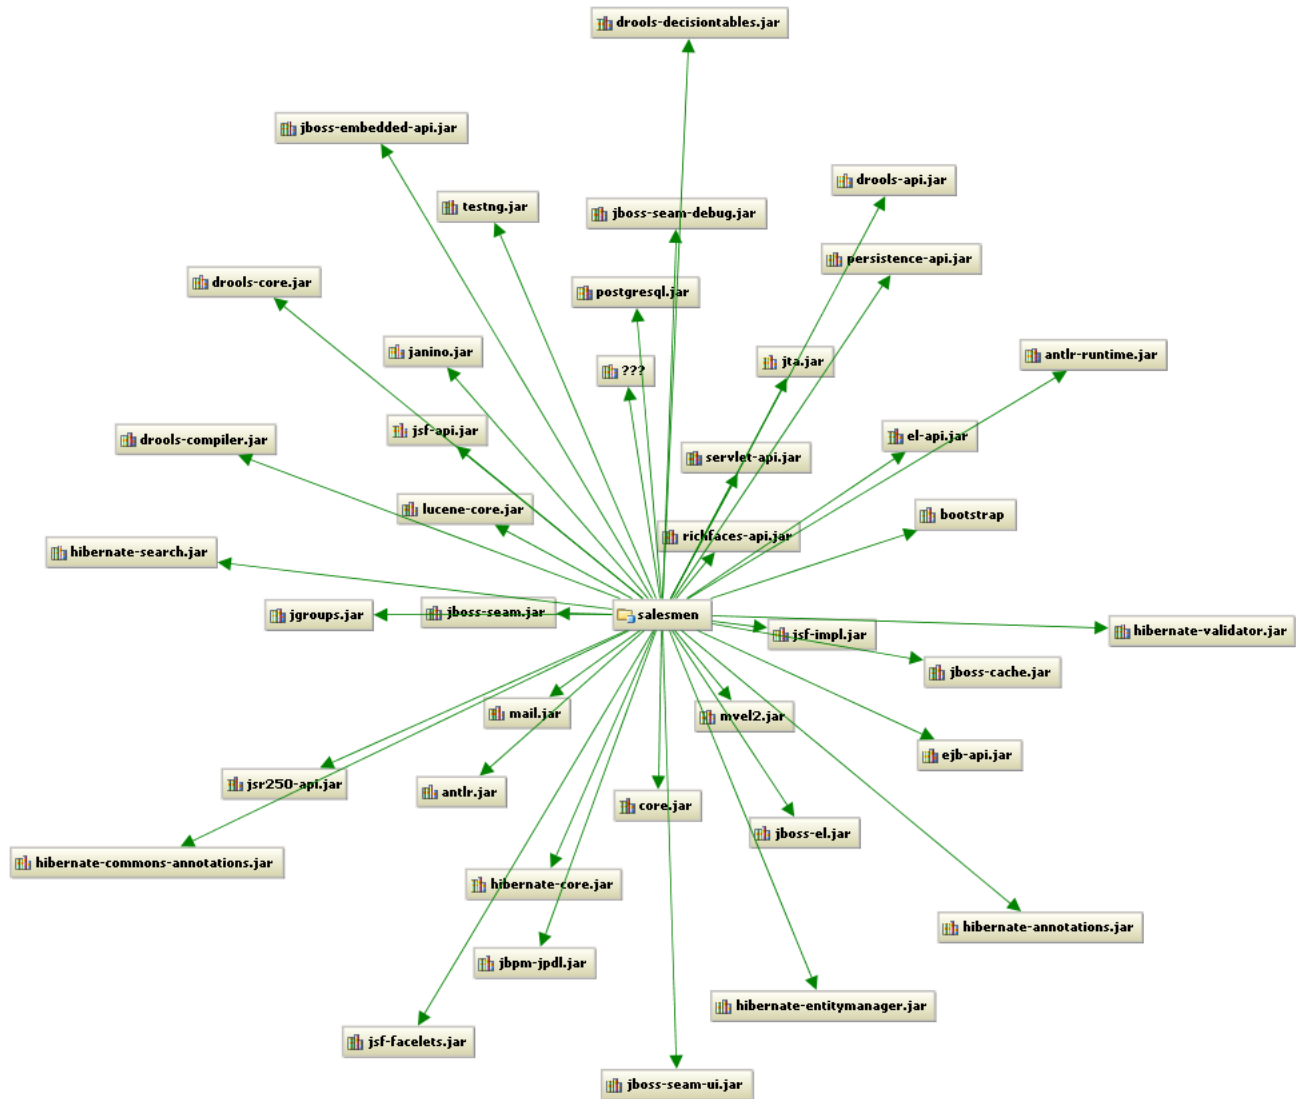 drools-decisiontables.jar
jboss-embedded-api.jar
drools-api.jar
testng.jar
jboss-seam-debug.jar
persistence-api.jar
drools-core.jar
postgresql.jar
janino.jar
???
jta.jar
antlr-runtime.jar
jsf-api.jar
drools-compiler.jar
el-api.jar
servlet-api.jar
lucene-core.jar
bootstrap
richfaces-api.jar
hibernate-search.jar
jgroups.jar
jboss-seam.jar
salesmen
jsf-impl.jar
hibernate-validator.jar
jboss-cache.jar
mail.jar
mvel2.jar
ejb-api.jar
jsr250-api.jar
antlr.jar
core.jar
jboss-el.jar
hibernate-commons-annotations.jar
hibernate-core.jar
hibernate-annotations.jar
jbpm-jpdl.jar
hibernate-entitymanager.jar
jsf-facelets.jar
jboss-seam-ui.jar